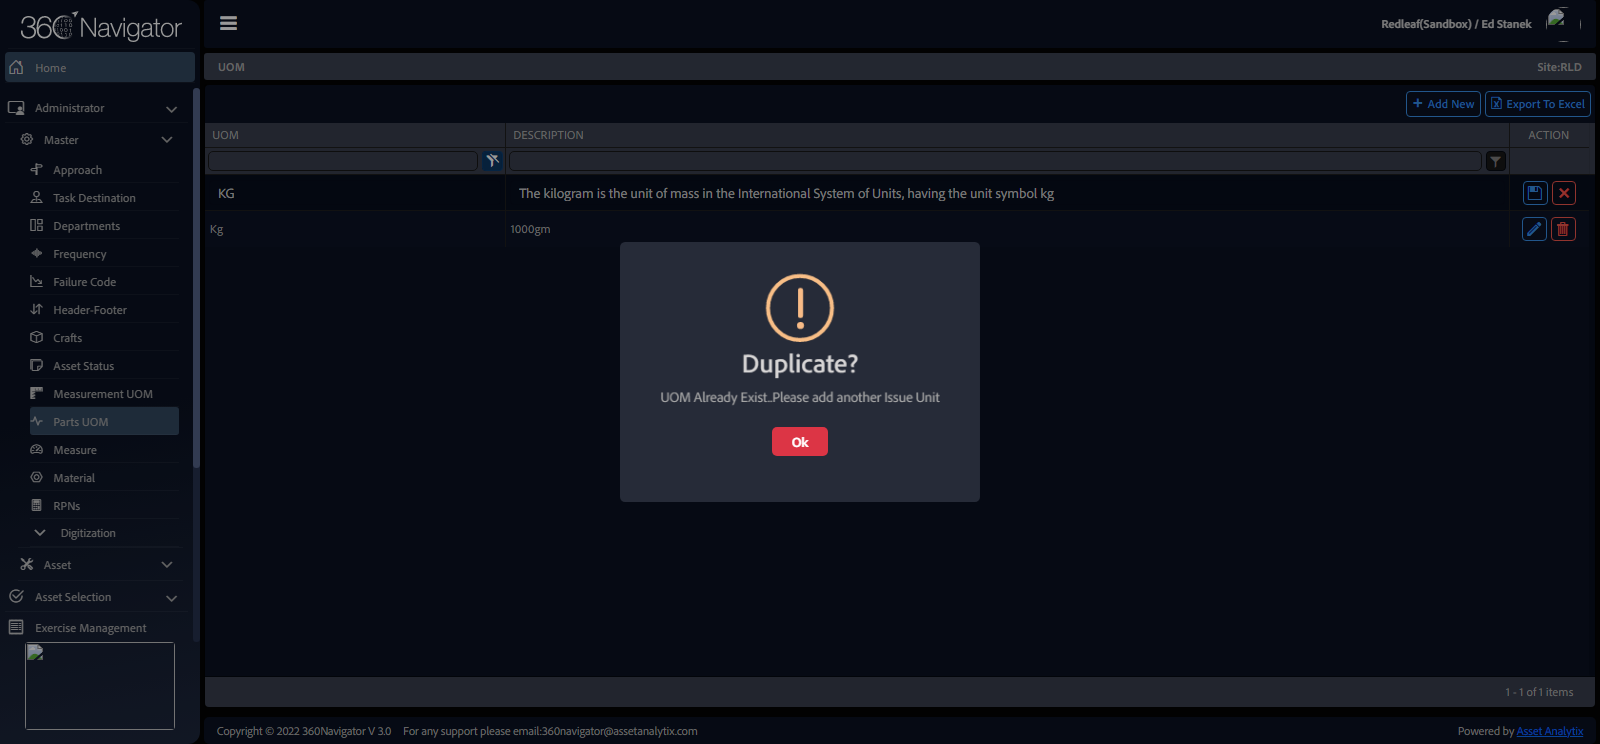 360 Navigator
Redleaf(Sandbox) / Ed Stanek
Home
UOM
Site:RLD
Administrator
Master
Approach
Task Destination
Departments
Frequency
Failure Code
Header-Footer
Crafts
Asset Status
Measurement UOM
Parts UOM
Measure
Material
RPNs
Digitization
Asset
Asset Selection
Exercise Management
+ Add New
Export To Excel
UOM DESCRIPTION ACTION
KG The kilogram is the unit of mass in the International System of Units, having the unit symbol kg
Kg 1000gm
Duplicate?
UOM Already Exist..Please add another Issue Unit
Ok
1 - 1 of 1 items
Copyright © 2022 360Navigator V 3.0 For any support please email:360navigator@assetanalytix.com
Powered by Asset Analytix